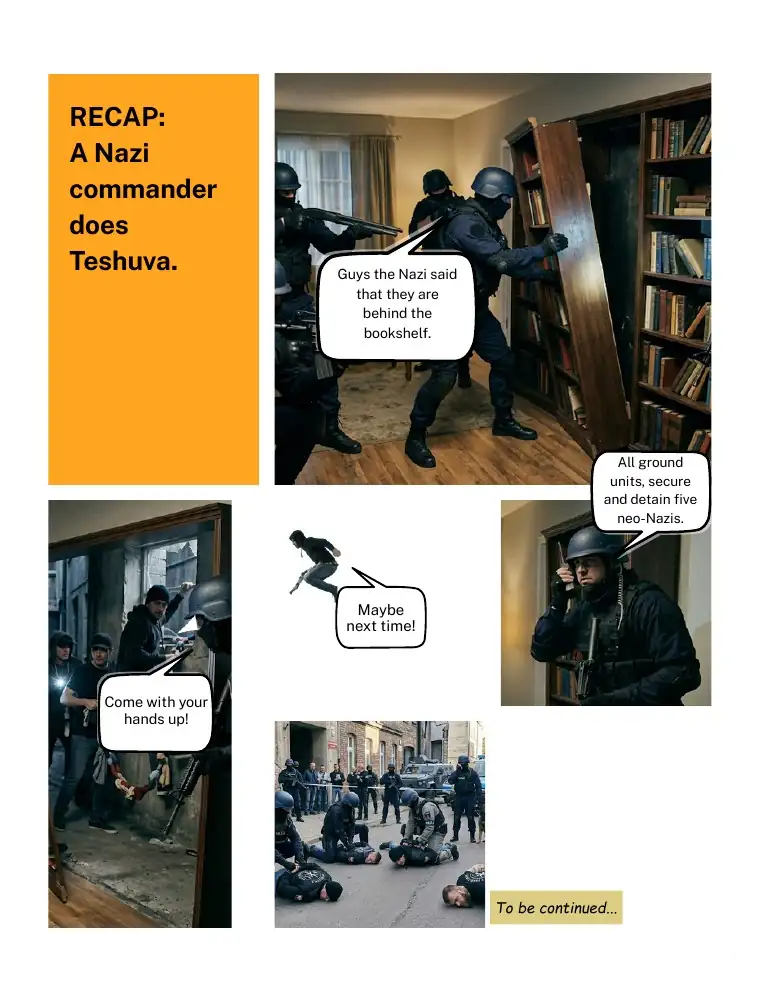 RECAP:
A Nazi
commander
does
Teshuva.
Guys the Nazi said
that they are
behind the
bookshelf.
Come with your
hands up!
Maybe
next time!
All ground
units, secure
and detain five
neo-Nazis.
To be continued...